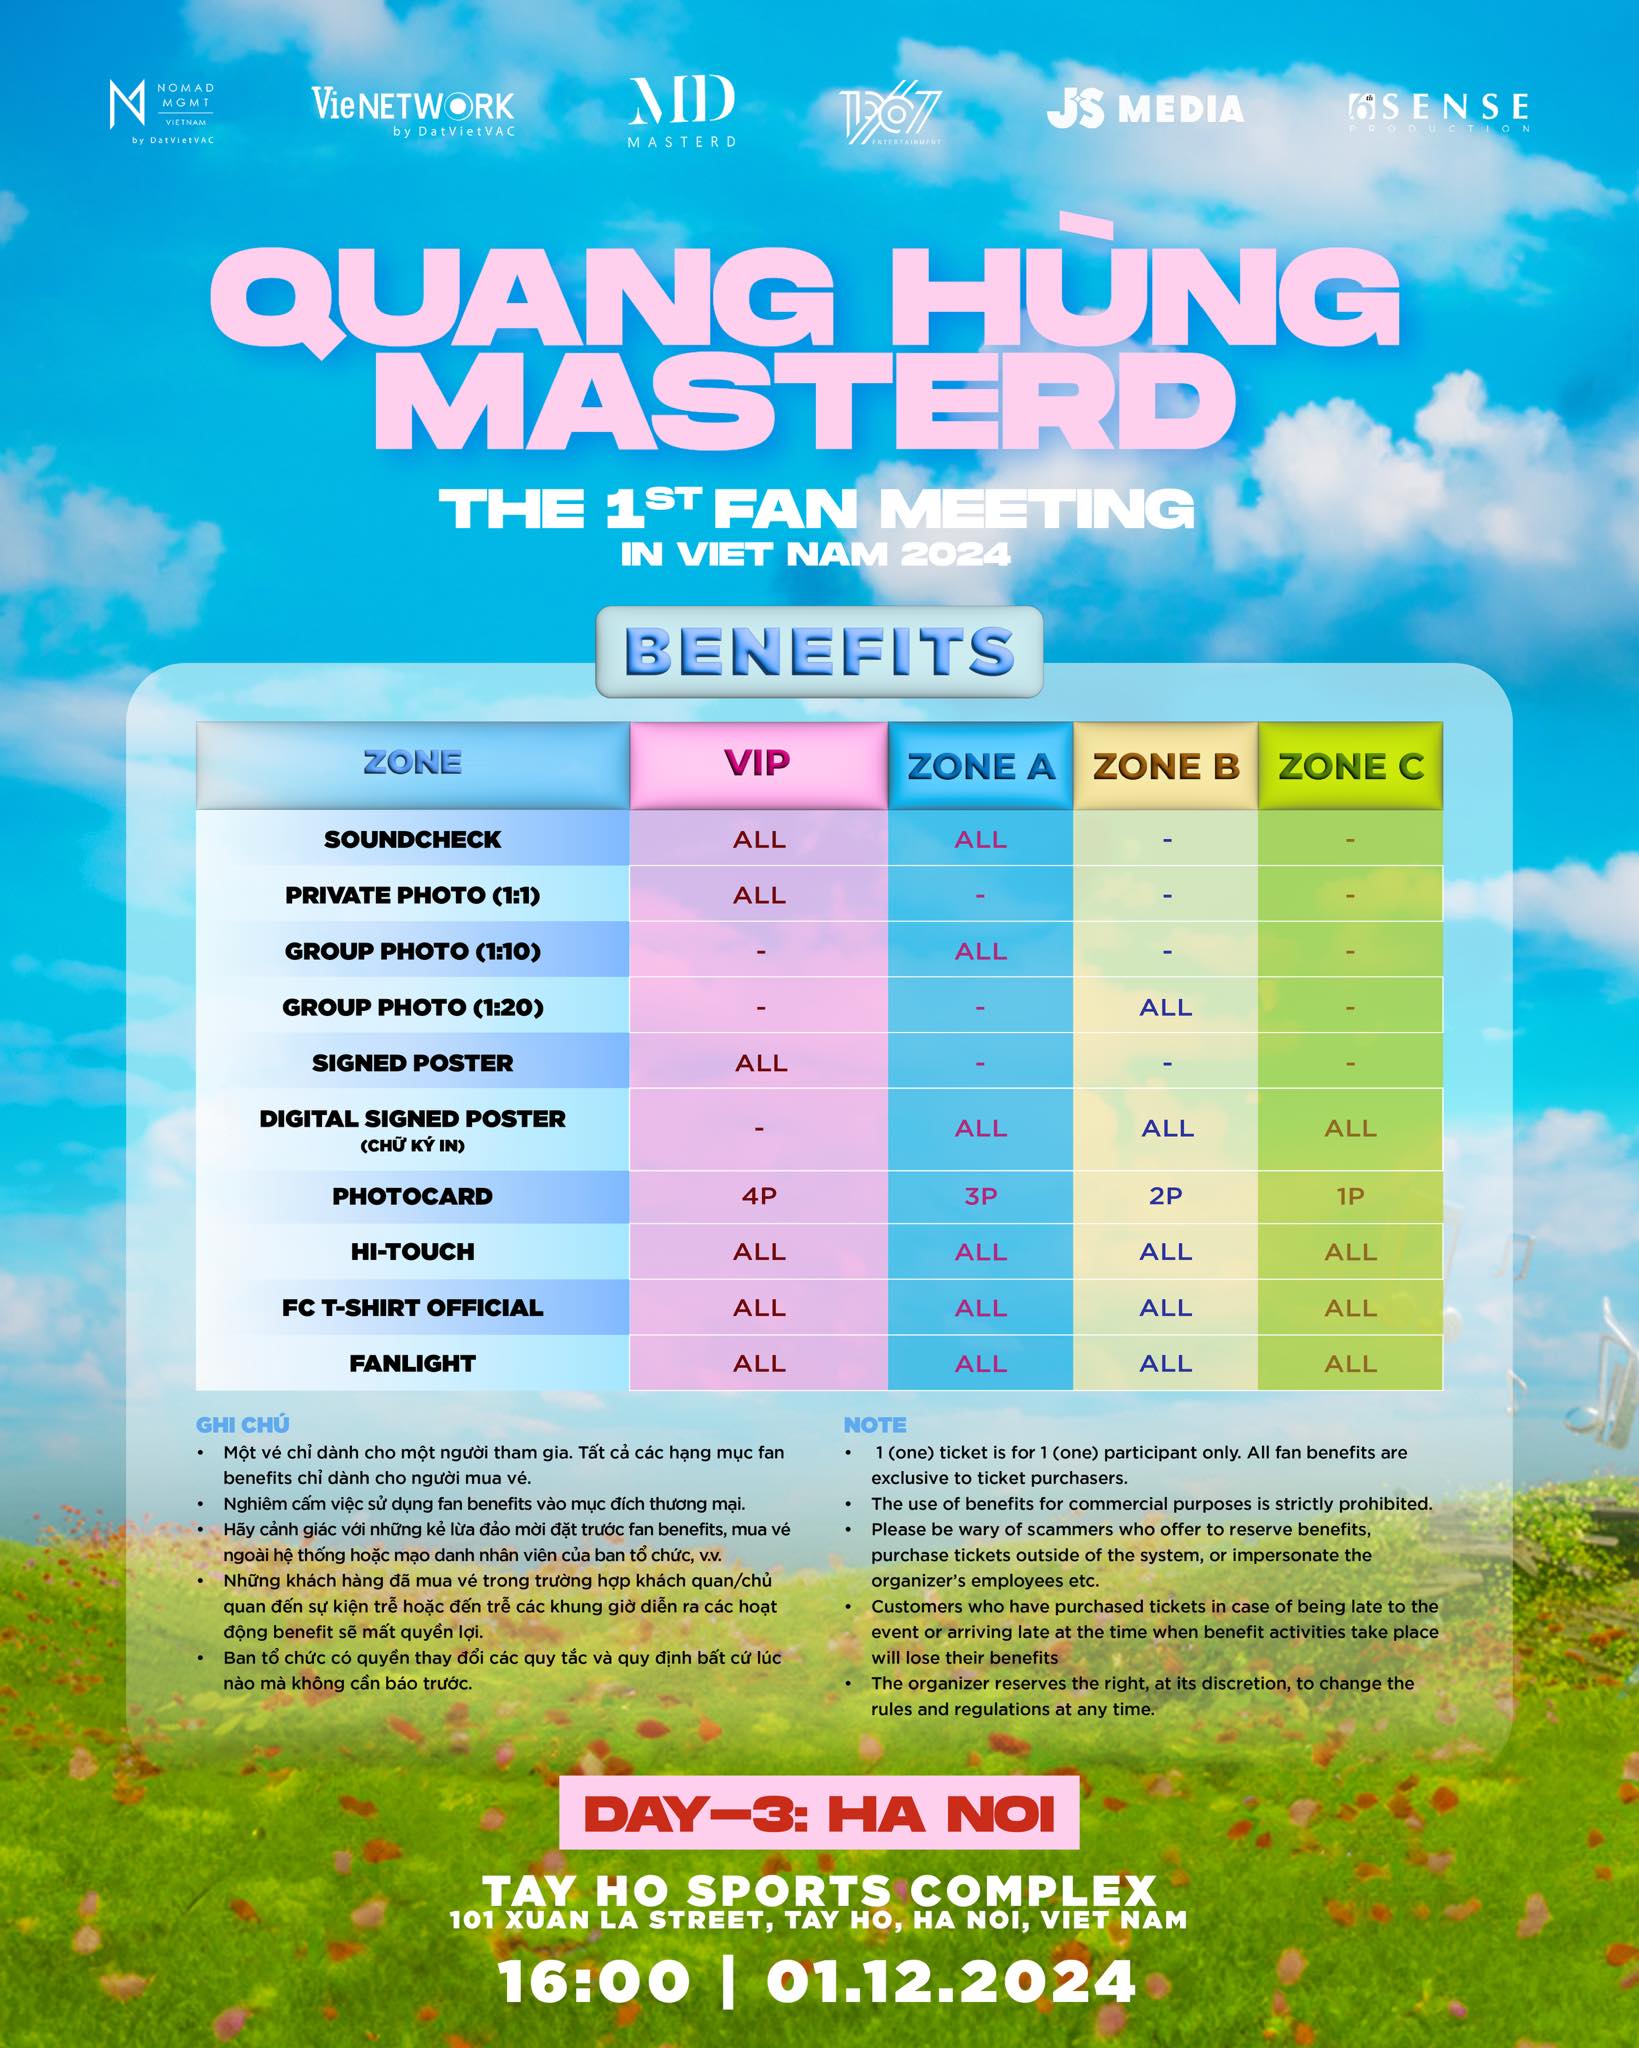 NOMAD
MGMT
VIETNAM
by DatVietVAC
VieNETWORK
by DatVietVAC
MD
MASTERD
1967
ENTERTAINMENT
JS MEDIA
6th SENSE
PRODUCTION
QUANG HÙNG
MASTERD
THE 1ST FAN MEETING
IN VIET NAM 2024
BENEFITS
ZONE VIP ZONE A ZONE B ZONE C
SOUNDCHECK ALL ALL - -
PRIVATE PHOTO (1:1) ALL - - -
GROUP PHOTO (1:10) - ALL - -
GROUP PHOTO (1:20) - - ALL -
SIGNED POSTER ALL - - -
DIGITAL SIGNED POSTER - ALL ALL ALL
(CHỮ KÝ IN)
PHOTOCARD 4P 3P 2P 1P
HI-TOUCH ALL ALL ALL ALL
FC T-SHIRT OFFICIAL ALL ALL ALL ALL
FANLIGHT ALL ALL ALL ALL
GHI CHÚ
• Một vé chỉ dành cho một người tham gia. Tất cả các hạng mục fan
benefits chỉ dành cho người mua vé.
• Nghiêm cấm việc sử dụng fan benefits vào mục đích thương mại.
• Hãy cảnh giác với những kẻ lừa đảo mời đặt trước fan benefits, mua vé
ngoài hệ thống hoặc mạo danh nhân viên của ban tổ chức, v.v.
• Những khách hàng đã mua vé trong trường hợp khách quan/chủ
quan đến sự kiện trễ hoặc đến trễ các khung giờ diễn ra các hoạt
động benefit sẽ mất quyền lợi.
• Ban tổ chức có quyền thay đổi các quy tắc và quy định bất cứ lúc
nào mà không cần báo trước.
NOTE
• 1 (one) ticket is for 1 (one) participant only. All fan benefits are
exclusive to ticket purchasers.
• The use of benefits for commercial purposes is strictly prohibited.
• Please be wary of scammers who offer to reserve benefits,
purchase tickets outside of the system, or impersonate the
organizer's employees etc.
• Customers who have purchased tickets in case of being late to the
event or arriving late at the time when benefit activities take place
will lose their benefits
• The organizer reserves the right, at its discretion, to change the
rules and regulations at any time.
DAY–3: HA NOI
TAY HO SPORTS COMPLEX
101 XUAN LA STREET, TAY HO, HA NOI, VIET NAM
16:00 | 01.12.2024